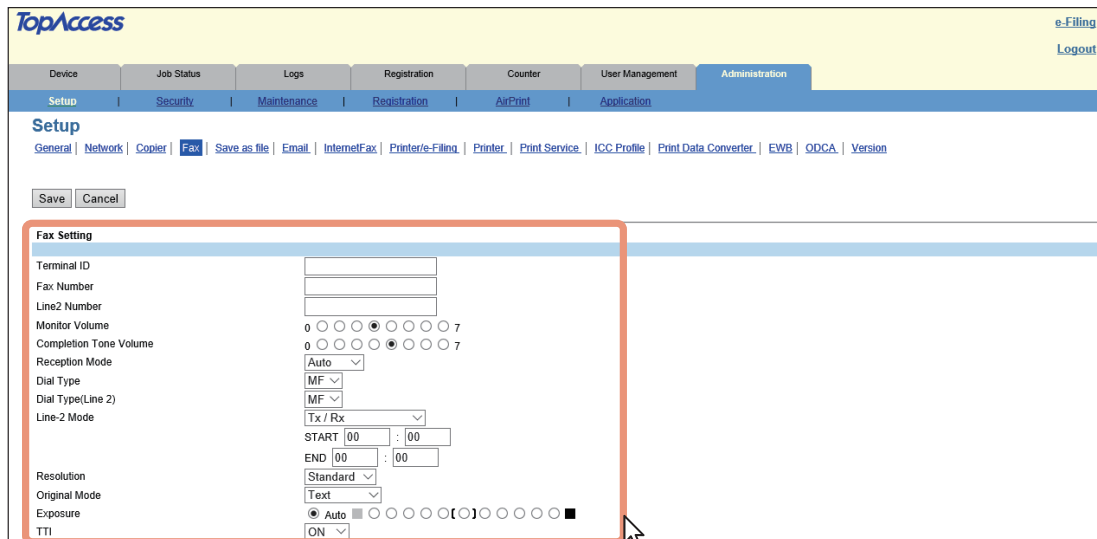 TopAccess
e-Filing
Logout
Device Job Status Logs Registration Counter User Management Administration
Setup | Security | Maintenance | Registration | AirPrint | Application
Setup
General | Network | Copier | Fax | Save as file | Email | InternetFax | Printer/e-Filing | Printer | Print Service | ICC Profile | Print Data Converter | EWB | ODCA | Version
Save Cancel
Fax Setting
Terminal ID
Fax Number
Line2 Number
Monitor Volume 0 7
Completion Tone Volume 0 7
Reception Mode Auto
Dial Type MF
Dial Type(Line 2) MF
Line-2 Mode Tx / Rx
START 00 : 00
END 00 : 00
Resolution Standard
Original Mode Text
Exposure Auto [ ]
TTI ON